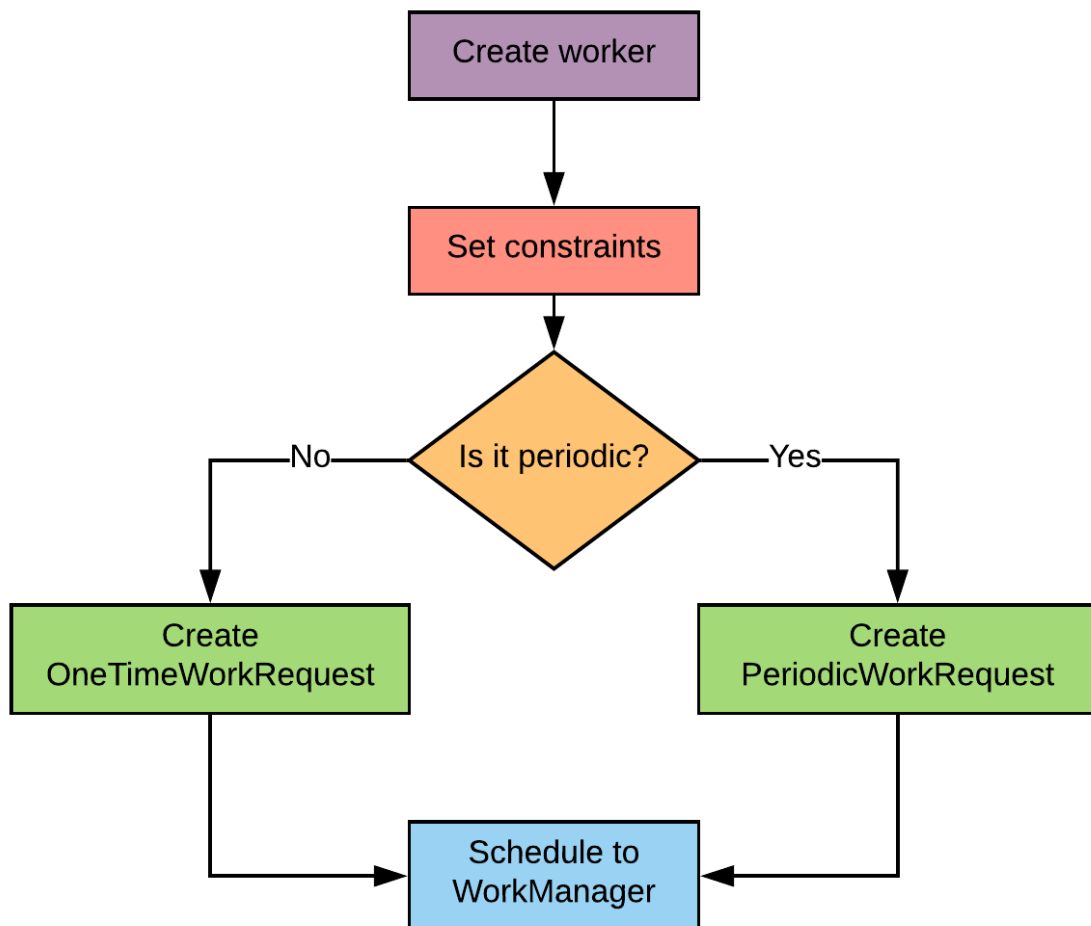 Create worker
Set constraints
Is it periodic?
No
Yes
Create
OneTimeWorkRequest
Create
PeriodicWorkRequest
Schedule to
WorkManager